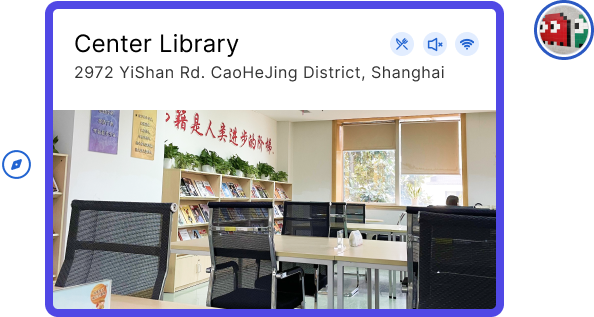 Center Library
2972 YiShan Rd. CaoHeJing District, Shanghai
籍是人类进步的阶梯